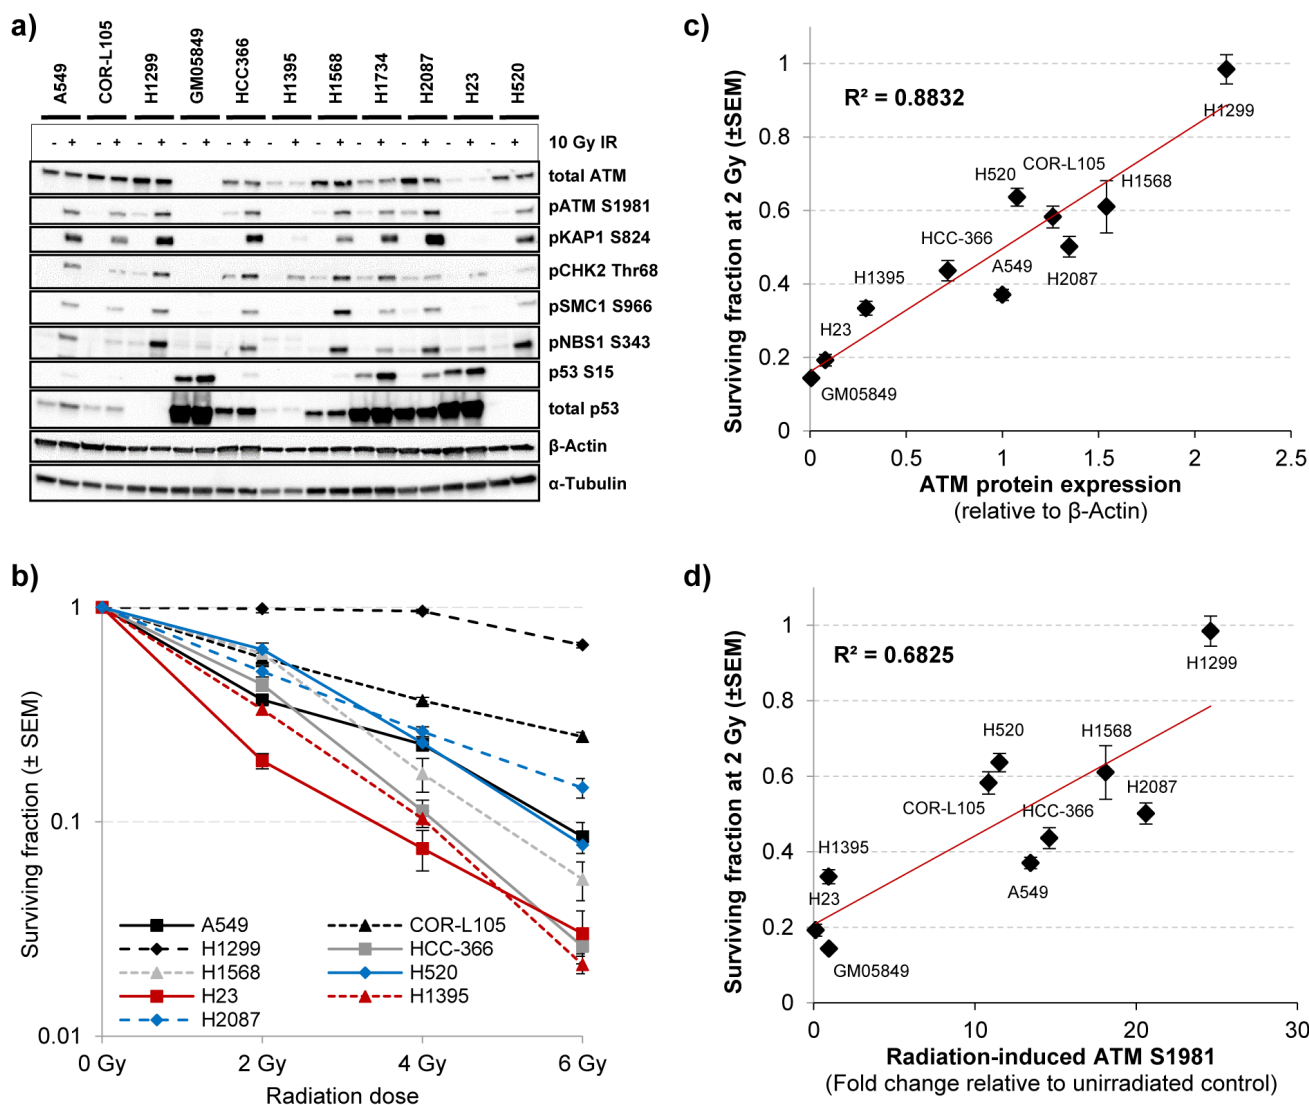 a)
A549
COR-L105
H1299
GM05849
HCC366
H1395
H1568
H1734
H2087
H23
H520
- + - + - + - + - + - + - + - + - + - + - + 10 Gy IR
total ATM
pATM S1981
pKAP1 S824
pCHK2 Thr68
pSMC1 S966
pNBS1 S343
p53 S15
total p53
β-Actin
α-Tubulin
b)
Surviving fraction (± SEM)
1
0.1
0.01
0 Gy 2 Gy 4 Gy 6 Gy
Radiation dose
A549 COR-L105
H1299 HCC-366
H1568 H520
H23 H1395
H2087
c)
Surviving fraction at 2 Gy (±SEM)
R² = 0.8832
1
0.8
0.6
0.4
0.2
0
H1299
COR-L105
H520
H1568
HCC-366
A549
H2087
H1395
H23
GM05849
0 0.5 1 1.5 2 2.5
ATM protein expression
(relative to β-Actin)
d)
Surviving fraction at 2 Gy (±SEM)
R² = 0.6825
1
0.8
0.6
0.4
0.2
0
H1299
H520
H1568
H2087
COR-L105
HCC-366
H1395
A549
H23
GM05849
0 10 20 30
Radiation-induced ATM S1981
(Fold change relative to unirradiated control)